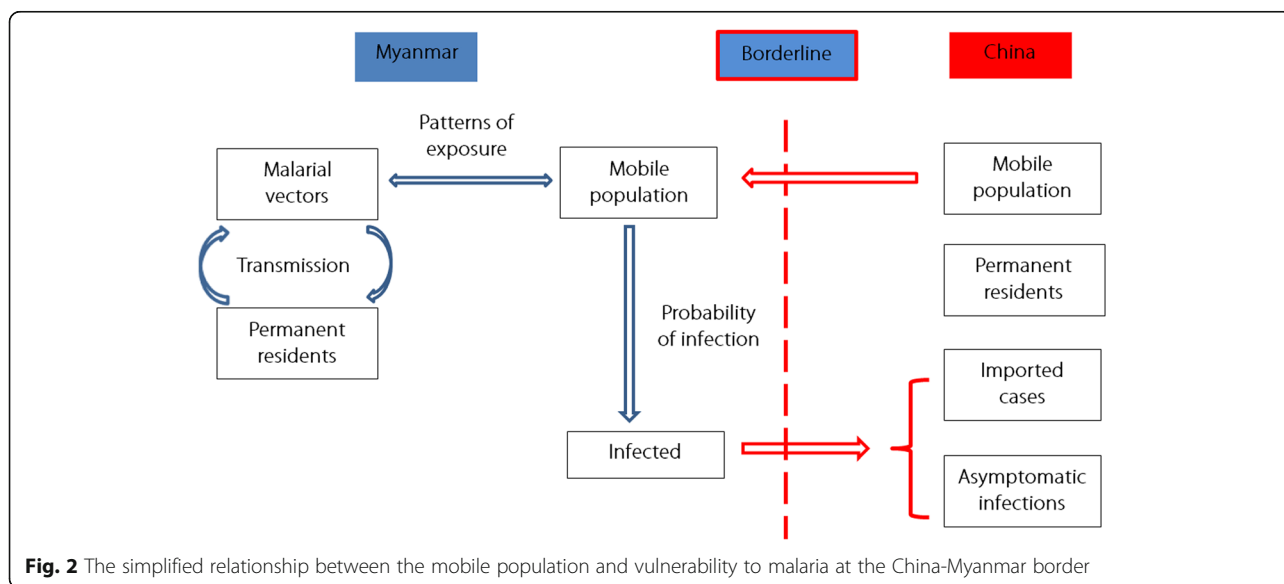 Myanmar
Borderline
China
Patterns of
exposure
Malarial
vectors
Mobile
population
Mobile
population
Transmission
Permanent
residents
Permanent
residents
Probability
of infection
Imported
cases
Infected
Asymptomatic
infections
Fig. 2 The simplified relationship between the mobile population and vulnerability to malaria at the China-Myanmar border